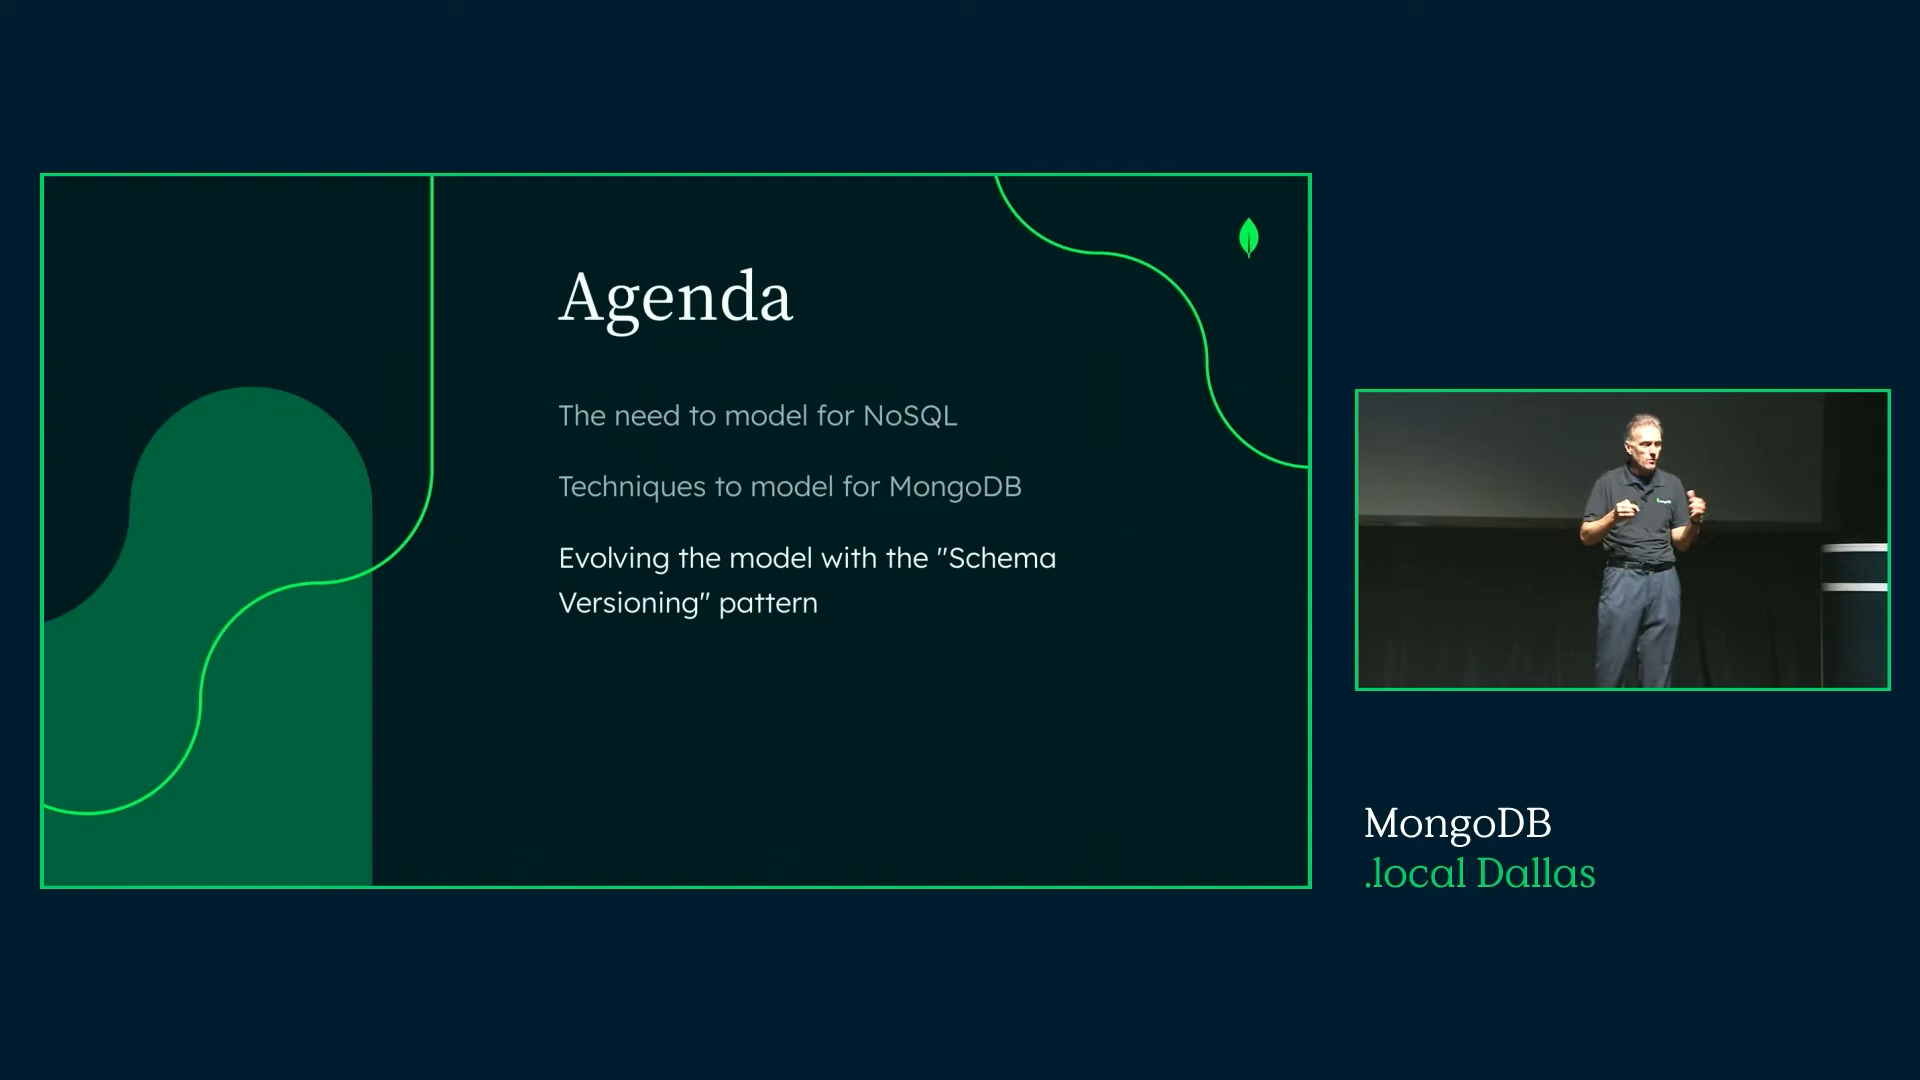 Agenda
The need to model for NoSQL
Techniques to model for MongoDB
Evolving the model with the "Schema
Versioning" pattern
MongoDB
.local Dallas